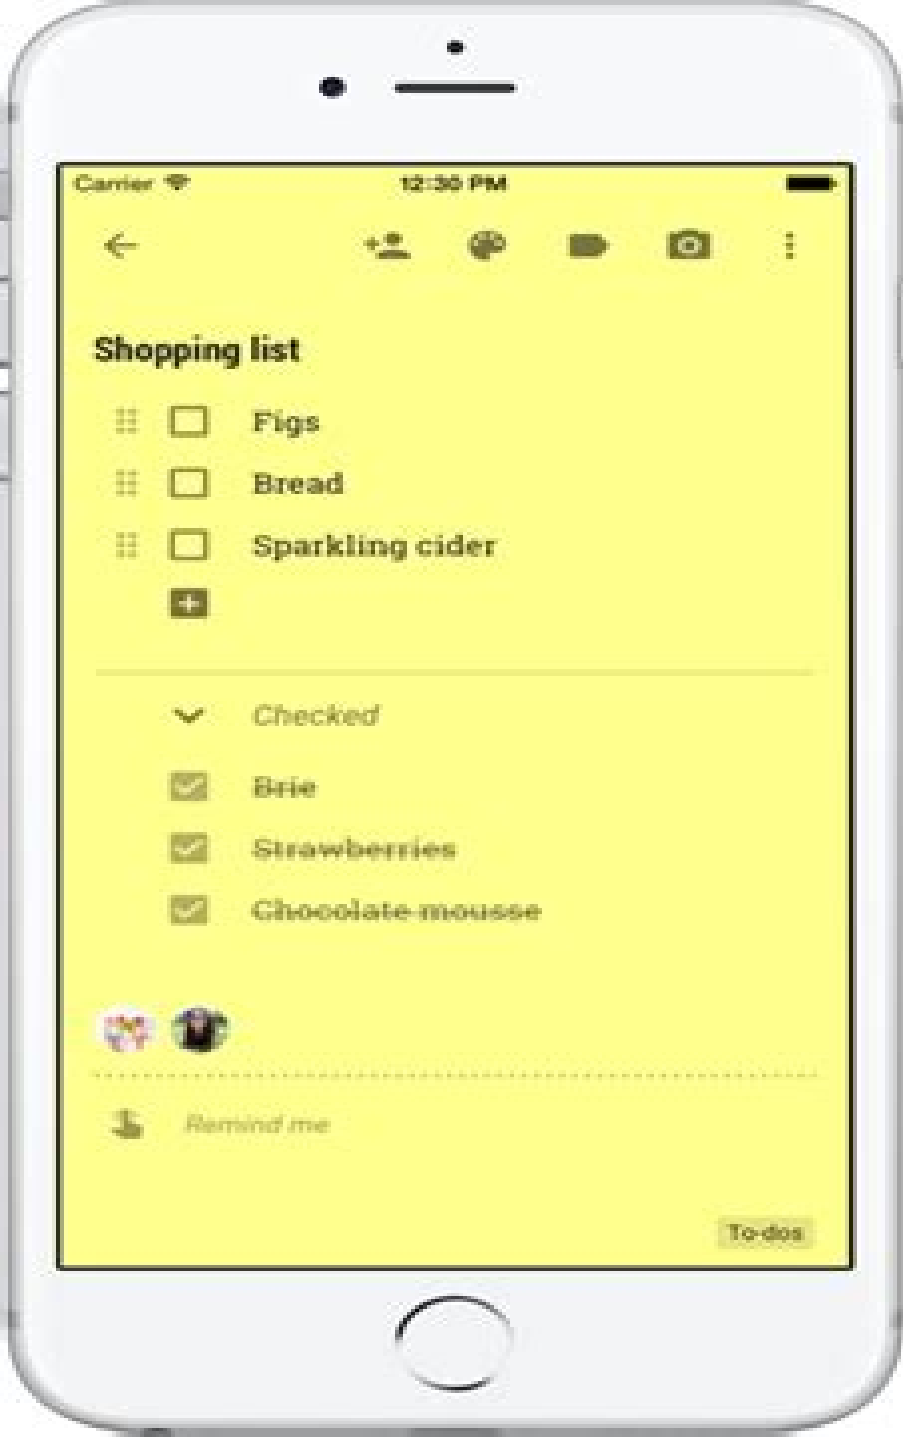 Carrier 12:30 PM
Shopping list
Figs
Bread
Sparkling cider
Checked
Brie
Strawberries
Chocolate mousse
Remind me
To-dos